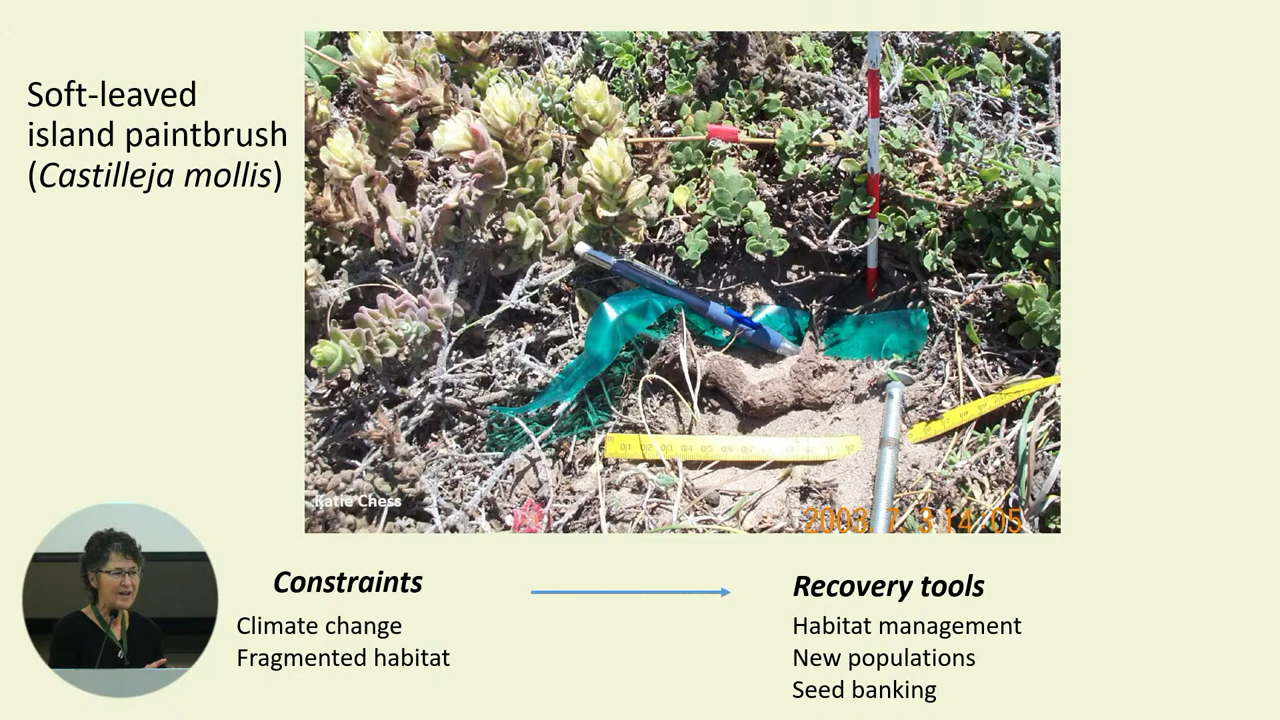 Soft-leaved
island paintbrush
(Castilleja mollis)
Katie Chess
2003. 7. 3 14:05
Constraints
Climate change
Fragmented habitat
Recovery tools
Habitat management
New populations
Seed banking